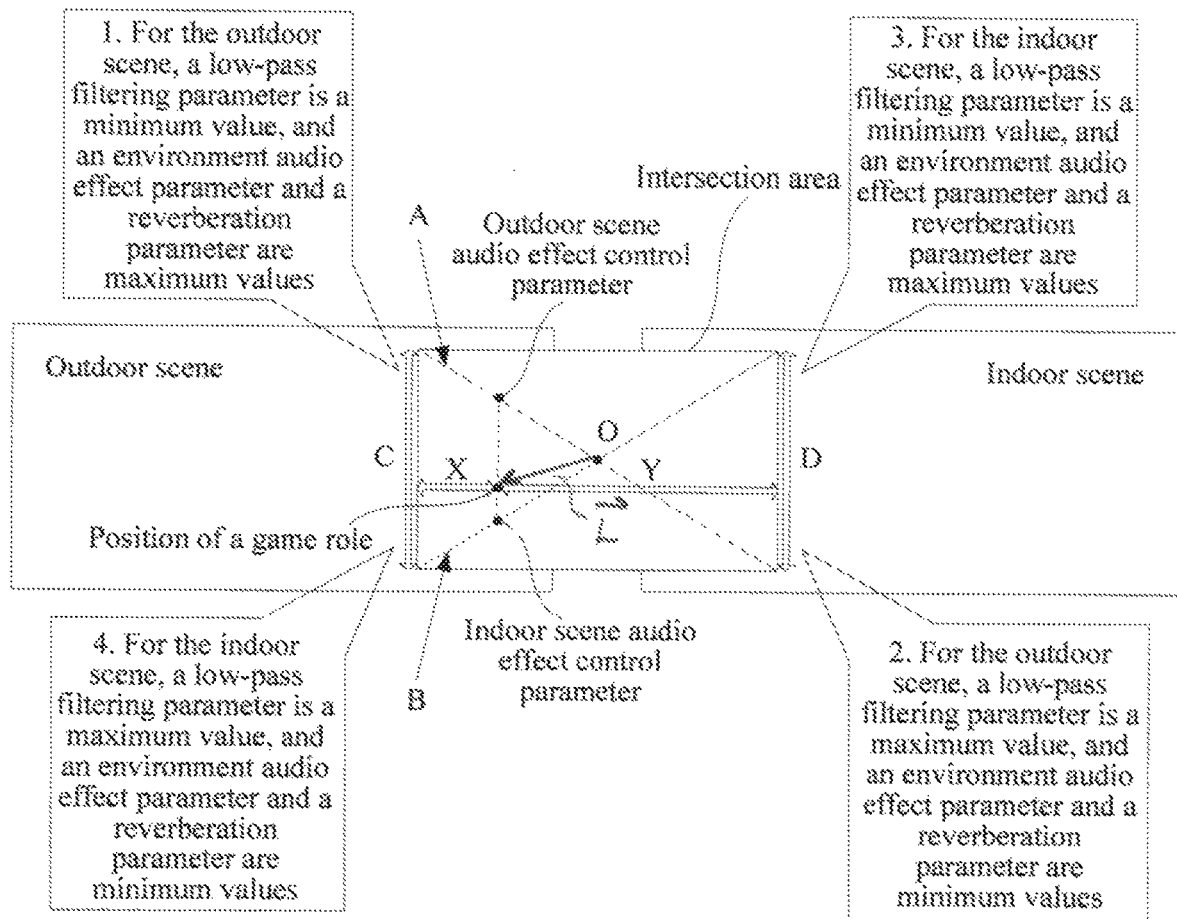 1. For the outdoor
scene, a low-pass
filtering parameter is a
minimum value, and
an environment audio
effect parameter and a
reverberation
parameter are
maximum values
3. For the indoor
scene, a low-pass
filtering parameter is a
minimum value, and
an environment audio
effect parameter and a
reverberation
parameter are
maximum values
Intersection area
A
Outdoor scene
audio effect control
parameter
Outdoor scene
Indoor scene
O
C
X
Y
D
L
Position of a game role
Indoor scene audio
effect control
parameter
B
4. For the indoor
scene, a low-pass
filtering parameter is a
maximum value, and
an environment audio
effect parameter and a
reverberation
parameter are
minimum values
2. For the outdoor
scene, a low-pass
filtering parameter is a
maximum value, and
an environment audio
effect parameter and a
reverberation
parameter are
minimum values